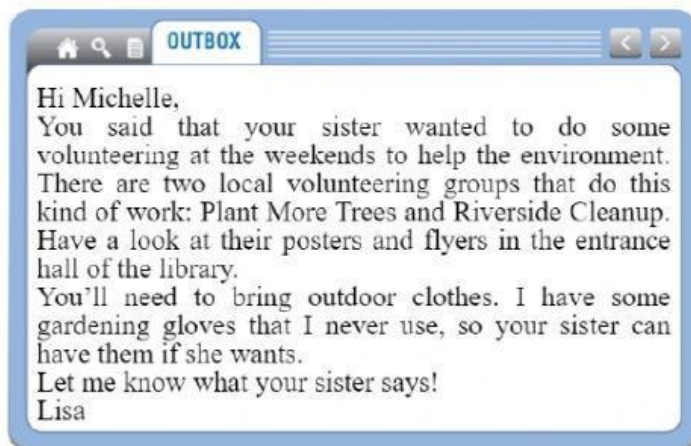 OUTBOX
Hi Michelle,
You said that your sister wanted to do some
volunteering at the weekends to help the environment.
There are two local volunteering groups that do this
kind of work: Plant More Trees and Riverside Cleanup.
Have a look at their posters and flyers in the entrance
hall of the library.
You’ll need to bring outdoor clothes. I have some
gardening gloves that I never use, so your sister can
have them if she wants.
Let me know what your sister says!
Lisa